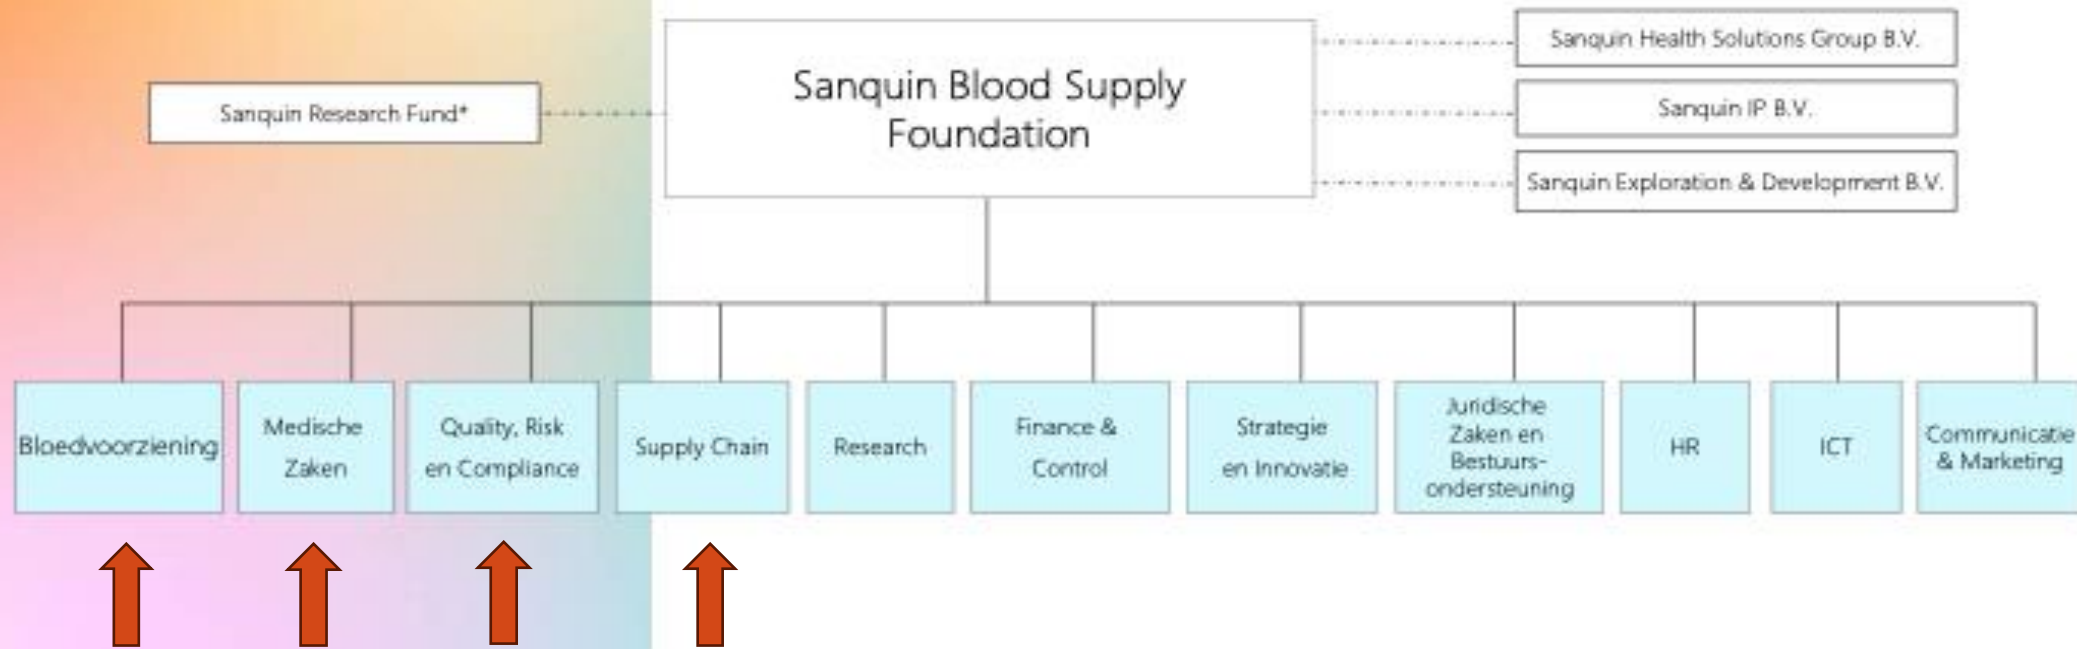 Sanquin Health Solutions Group B.V.
Sanquin Blood Supply
Foundation
Sanquin Research Fund*
Sanquin IP B.V.
Sanquin Exploration & Development B.V.
Bloedvoorziening
Medische
Zaken
Quality, Risk
en Compliance
Supply Chain
Research
Finance &
Control
Strategie
en Innovatie
Juridische
Zaken en
Bestuurs-
ondersteuning
HR
ICT
Communicatie
& Marketing